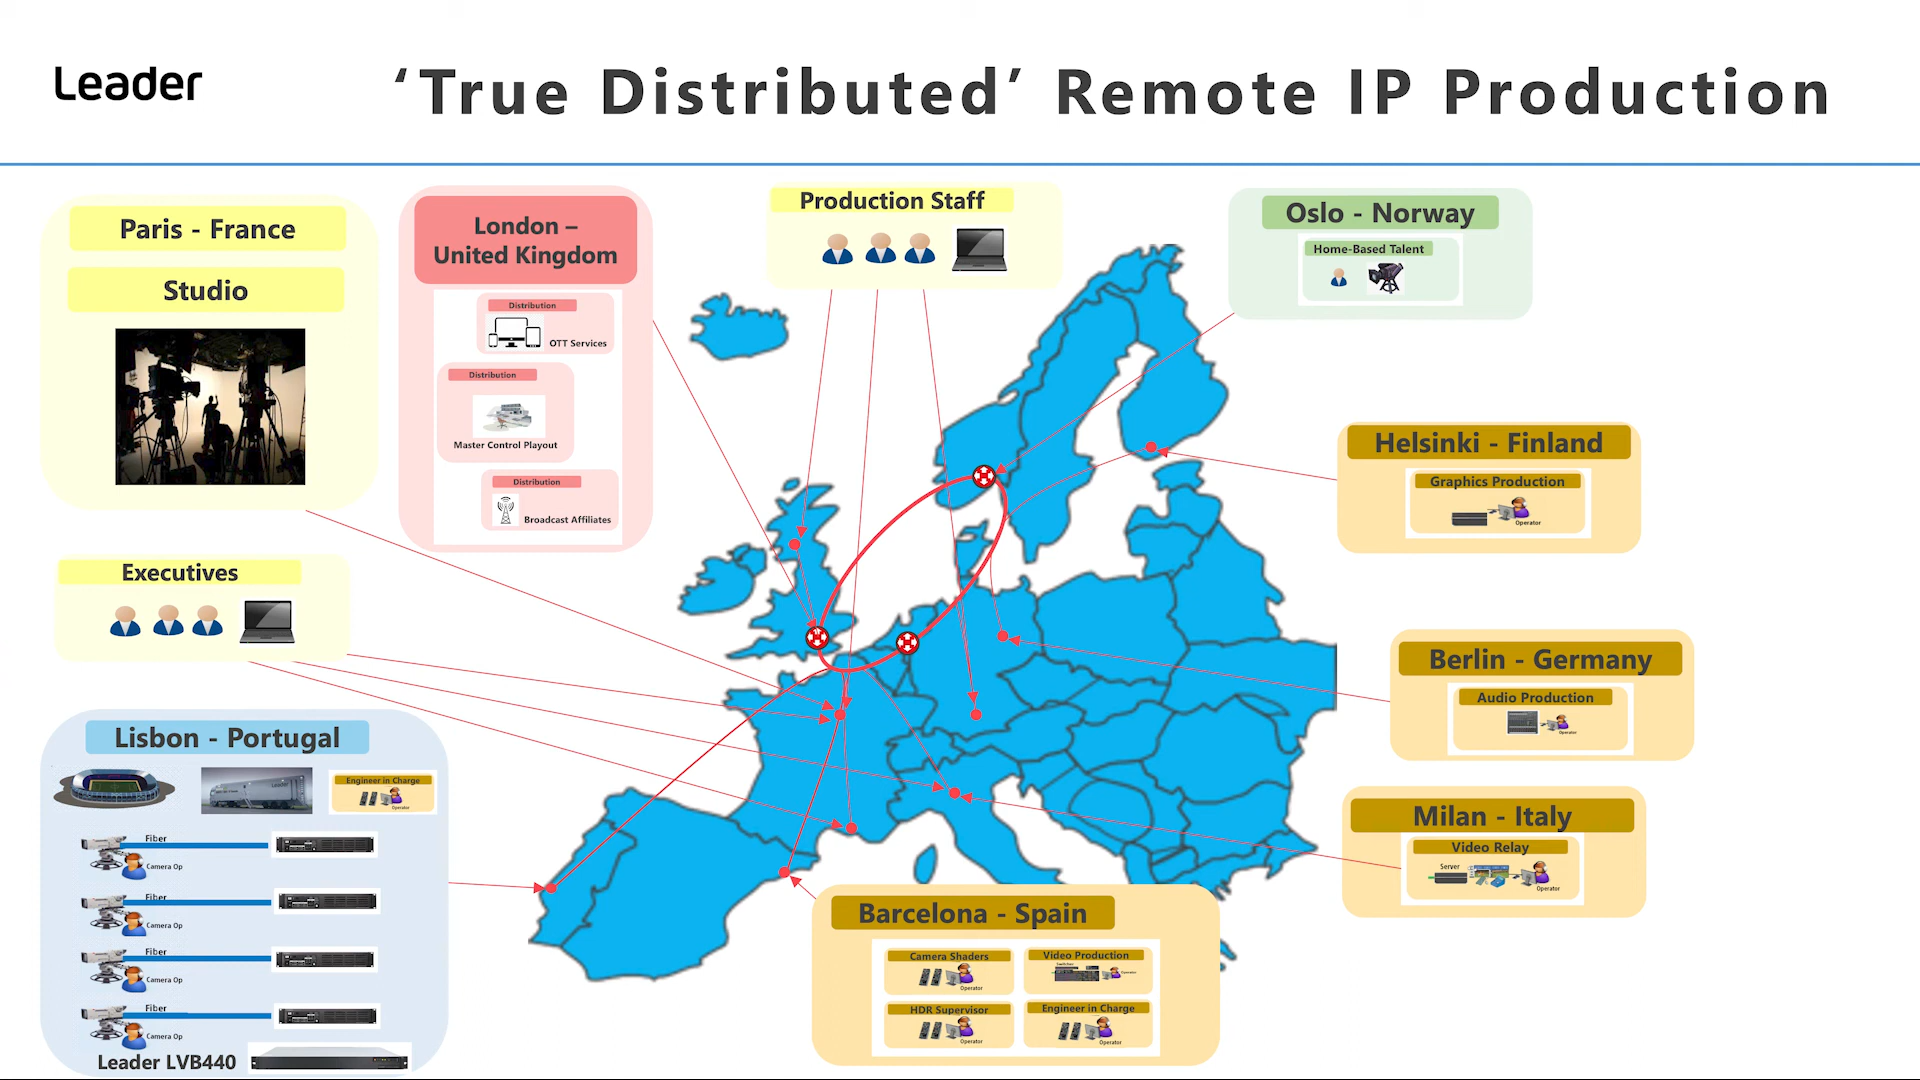 Leader
‘True Distributed’ Remote IP Production
Paris - France
Studio
London –
United Kingdom
Distribution
OTT Services
Distribution
Master Control Playout
Distribution
Broadcast Affiliates
Production Staff
Oslo - Norway
Home-Based Talent
Helsinki - Finland
Graphics Production
Operator
Executives
Berlin - Germany
Audio Production
Operator
Lisbon - Portugal
Leader
Engineer in Charge
Operator
Fiber
Camera Op
Fiber
Camera Op
Fiber
Camera Op
Fiber
Camera Op
Leader LVB440
Milan - Italy
Video Relay
Server
Operator
Barcelona - Spain
Camera Shaders
Operator
Video Production
Switcher
Operator
HDR Supervisor
Operator
Engineer in Charge
Operator